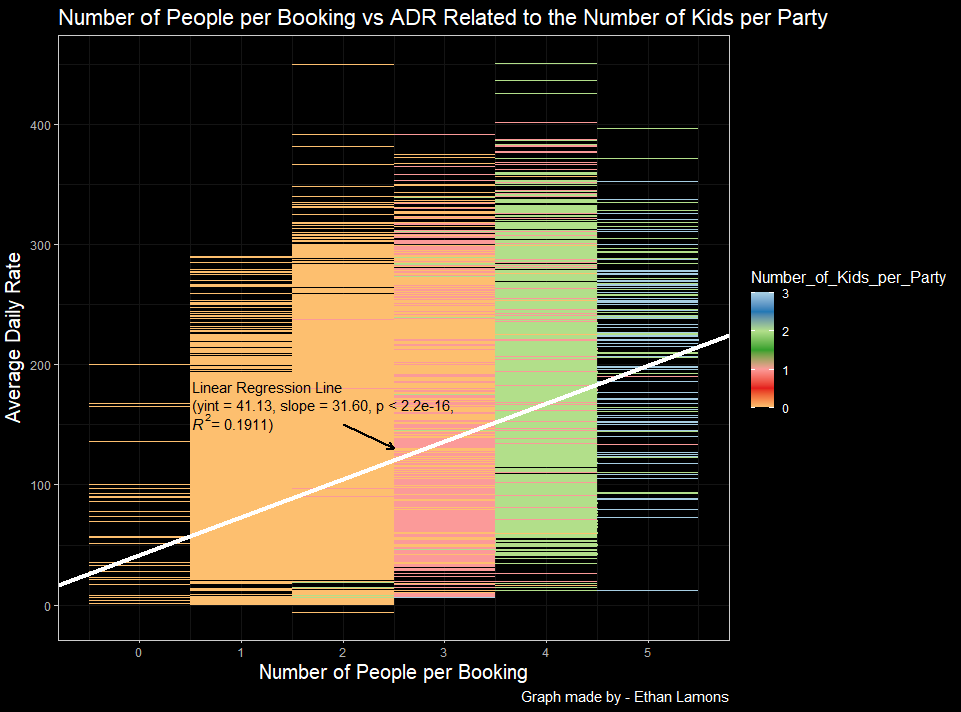 Number of People per Booking vs ADR Related to the Number of Kids per Party
Average Daily Rate
400
300
200
100
0
Linear Regression Line
(yint = 41.13, slope = 31.60, p < 2.2e-16,
R²= 0.1911)
0 1 2 3 4 5
Number of People per Booking
Number_of_Kids_per_Party
3
2
1
0
Graph made by - Ethan Lamons